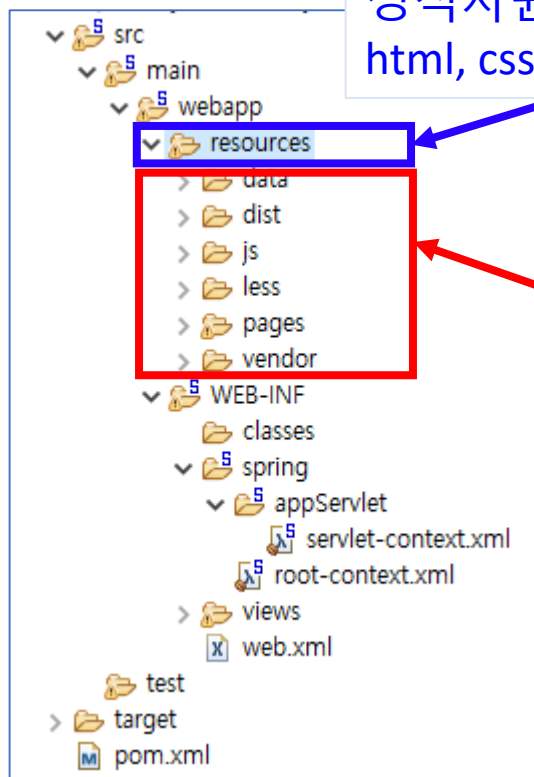 html, css
src
main
webapp
resources
data
dist
js
less
pages
vendor
WEB-INF
classes
spring
appServlet
servlet-context.xml
root-context.xml
views
web.xml
test
target
pom.xml